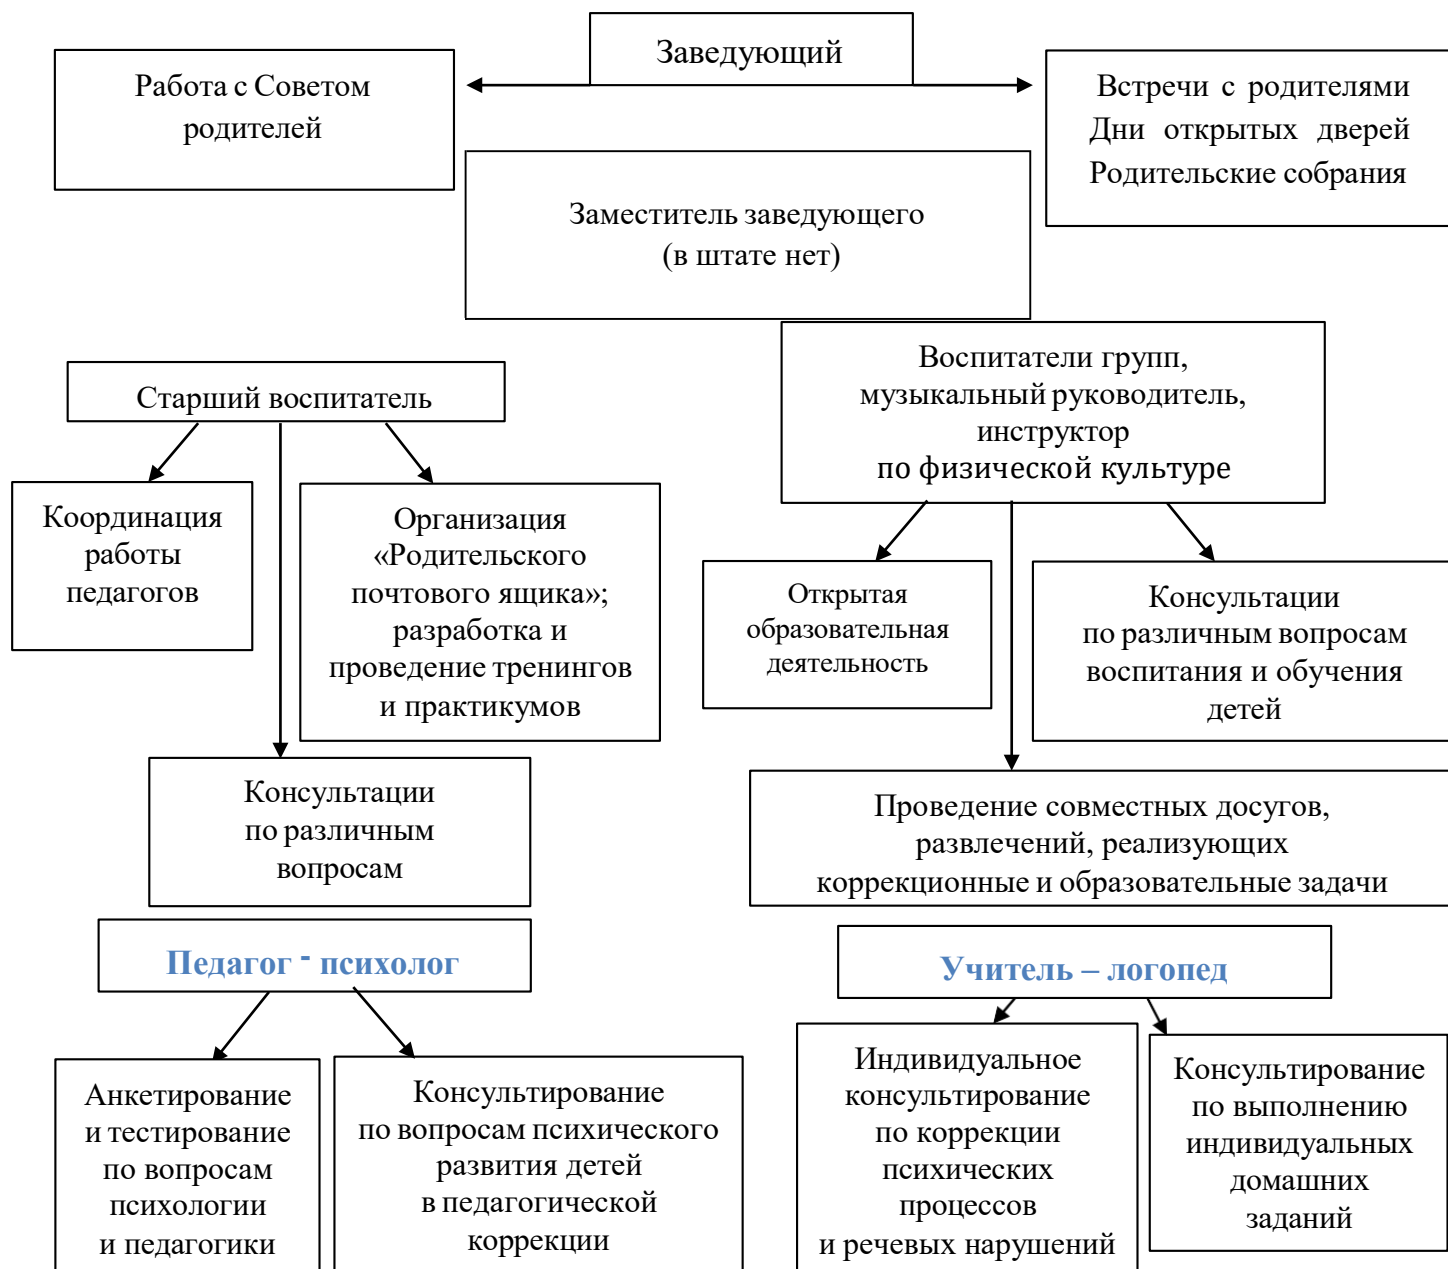 Заведующий
Работа с Советом
родителей
Встречи с родителями
Дни открытых дверей
Родительские собрания
Заместитель заведующего
(в штате нет)
Старший воспитатель
Воспитатели групп,
музыкальный руководитель,
инструктор
по физической культуре
Координация
работы
педагогов
Организация
«Родительского
почтового ящика»;
разработка и
проведение тренингов
и практикумов
Открытая
образовательная
деятельность
Консультации
по различным вопросам
воспитания и обучения
детей
Консультации
по различным
вопросам
Проведение совместных досугов,
развлечений, реализующих
коррекционные и образовательные задачи
Педагог - психолог
Учитель – логопед
Анкетирование
и тестирование
по вопросам
психологии
и педагогики
Консультирование
по вопросам психического
развития детей
в педагогической
коррекции
Индивидуальное
консультирование
по коррекции
психических
процессов
и речевых нарушений
Консультирование
по выполнению
индивидуальных
домашних
заданий